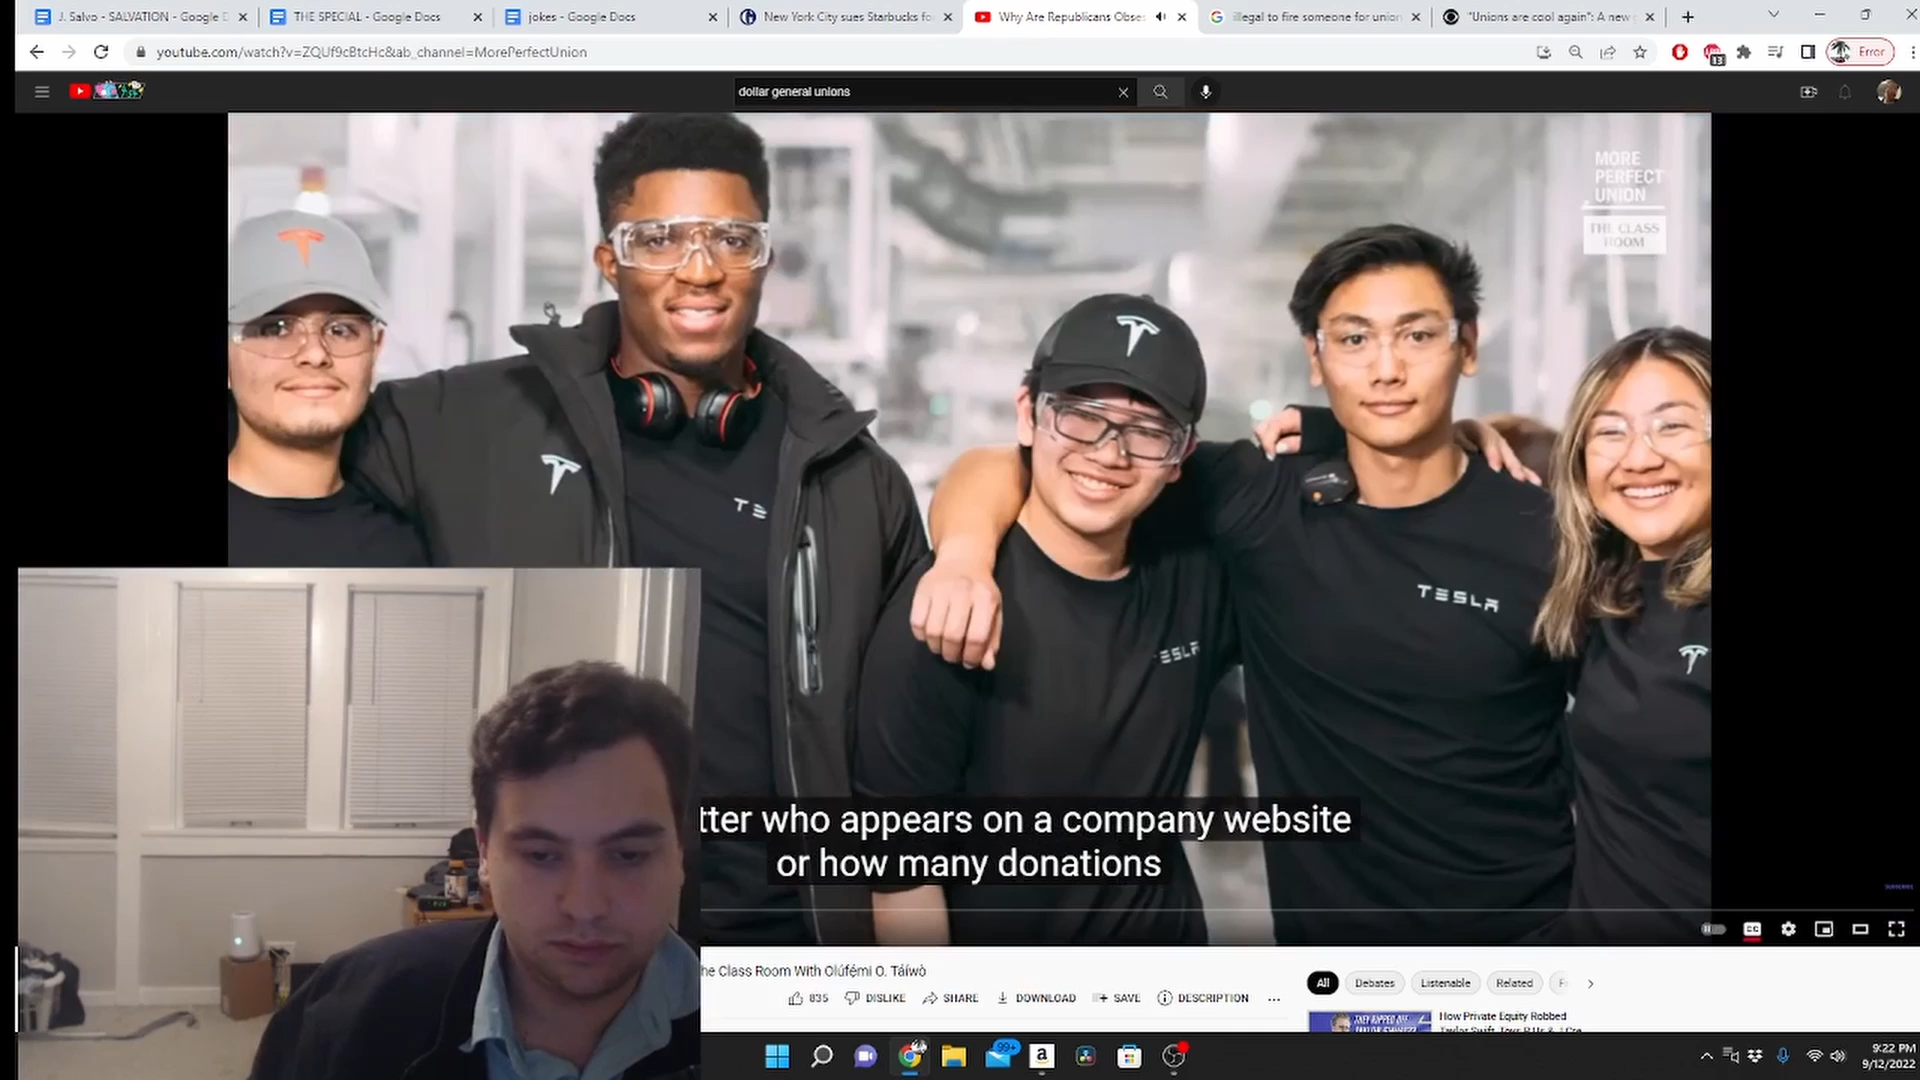 J. Salvo - SALVATION - Google D
THE SPECIAL - Google Docs
jokes - Google Docs
New York City sues Starbucks fo
Why Are Republicans Obse
illegal to fire someone for union
"Unions are cool again": A new
youtube.com/watch?v=ZQUf9cBtcHc&ab_channel=MorePerfectUnion
13
Error
dollar general unions
MORE
PERFECT
UNION
THE CLASS
ROOM
TESLA
TESLA
tter who appears on a company website
or how many donations
CC
he Class Room With Olúfẹ́mi O. Táíwò
835
DISLIKE
SHARE
DOWNLOAD
SAVE
DESCRIPTION
...
All
Debates
Listenable
Related
How Private Equity Robbed
99+
9:22 PM
9/12/2022